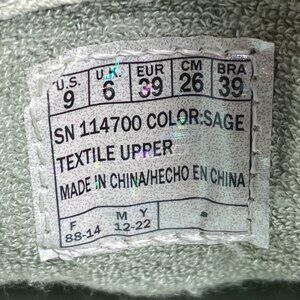 U.S. U.K. EUR CM BRA
9 6 39 26 39
SN 114700 COLOR:SAGE
TEXTILE UPPER
MADE IN CHINA/HECHO EN CHINA
F M Y
88-14 12-22